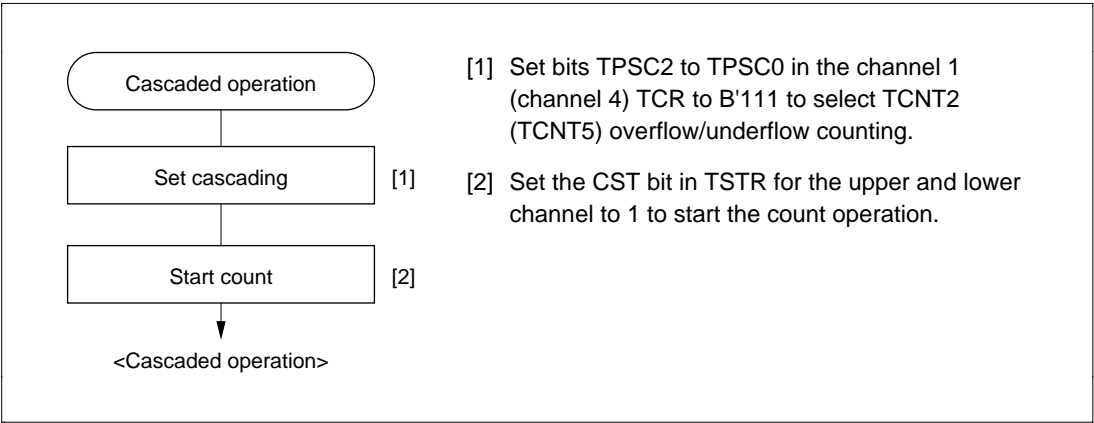 Cascaded operation
Set cascading
[1]
Start count
[2]
<Cascaded operation>
[1] Set bits TPSC2 to TPSC0 in the channel 1
(channel 4) TCR to B'111 to select TCNT2
(TCNT5) overflow/underflow counting.
[2] Set the CST bit in TSTR for the upper and lower
channel to 1 to start the count operation.